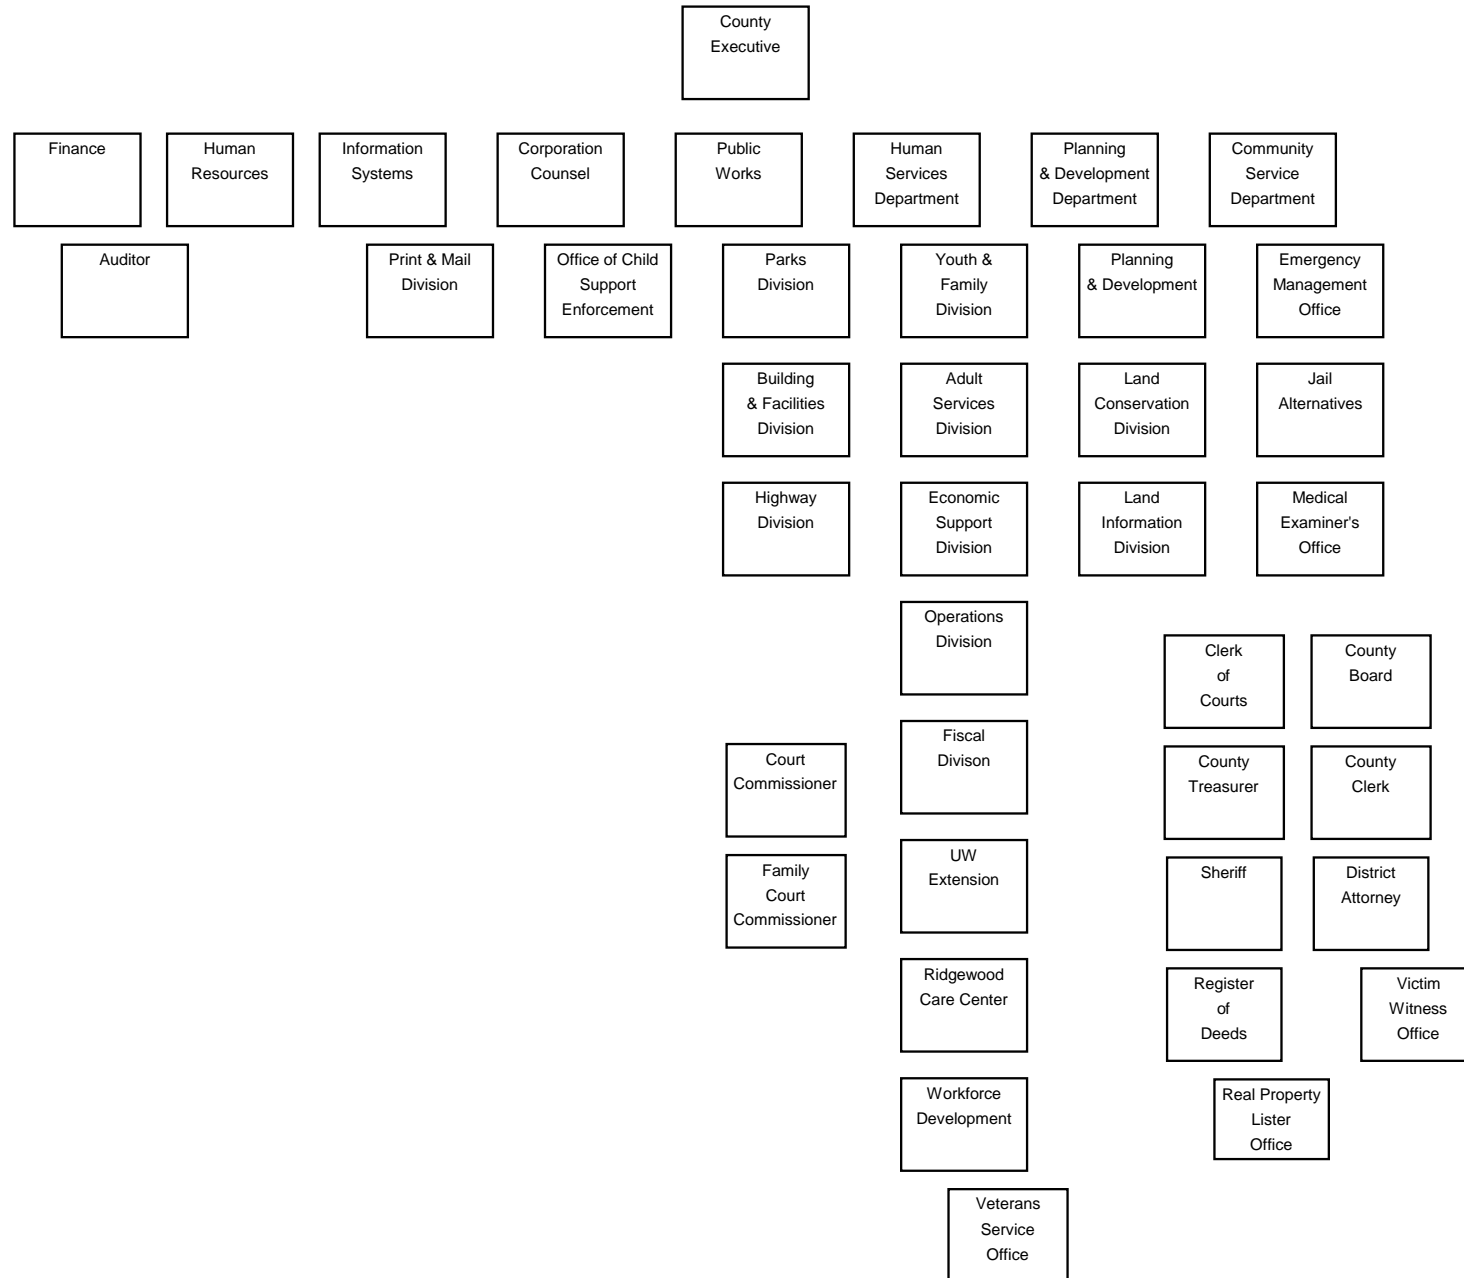 County
Executive
Finance
Human
Resources
Information
Systems
Corporation
Counsel
Public
Works
Human
Services
Department
Planning
& Development
Department
Community
Service
Department
Auditor
Print & Mail
Division
Office of Child
Support
Enforcement
Parks
Division
Youth &
Family
Division
Planning
& Development
Emergency
Management
Office
Building
& Facilities
Division
Adult
Services
Division
Land
Conservation
Division
Jail
Alternatives
Highway
Division
Economic
Support
Division
Land
Information
Division
Medical
Examiner's
Office
Operations
Division
Clerk
of
Courts
County
Board
Fiscal
Divison
Court
Commissioner
County
Treasurer
County
Clerk
UW
Extension
Family
Court
Commissioner
Sheriff
District
Attorney
Ridgewood
Care Center
Register
of
Deeds
Victim
Witness
Office
Workforce
Development
Real Property
Lister
Office
Veterans
Service
Office